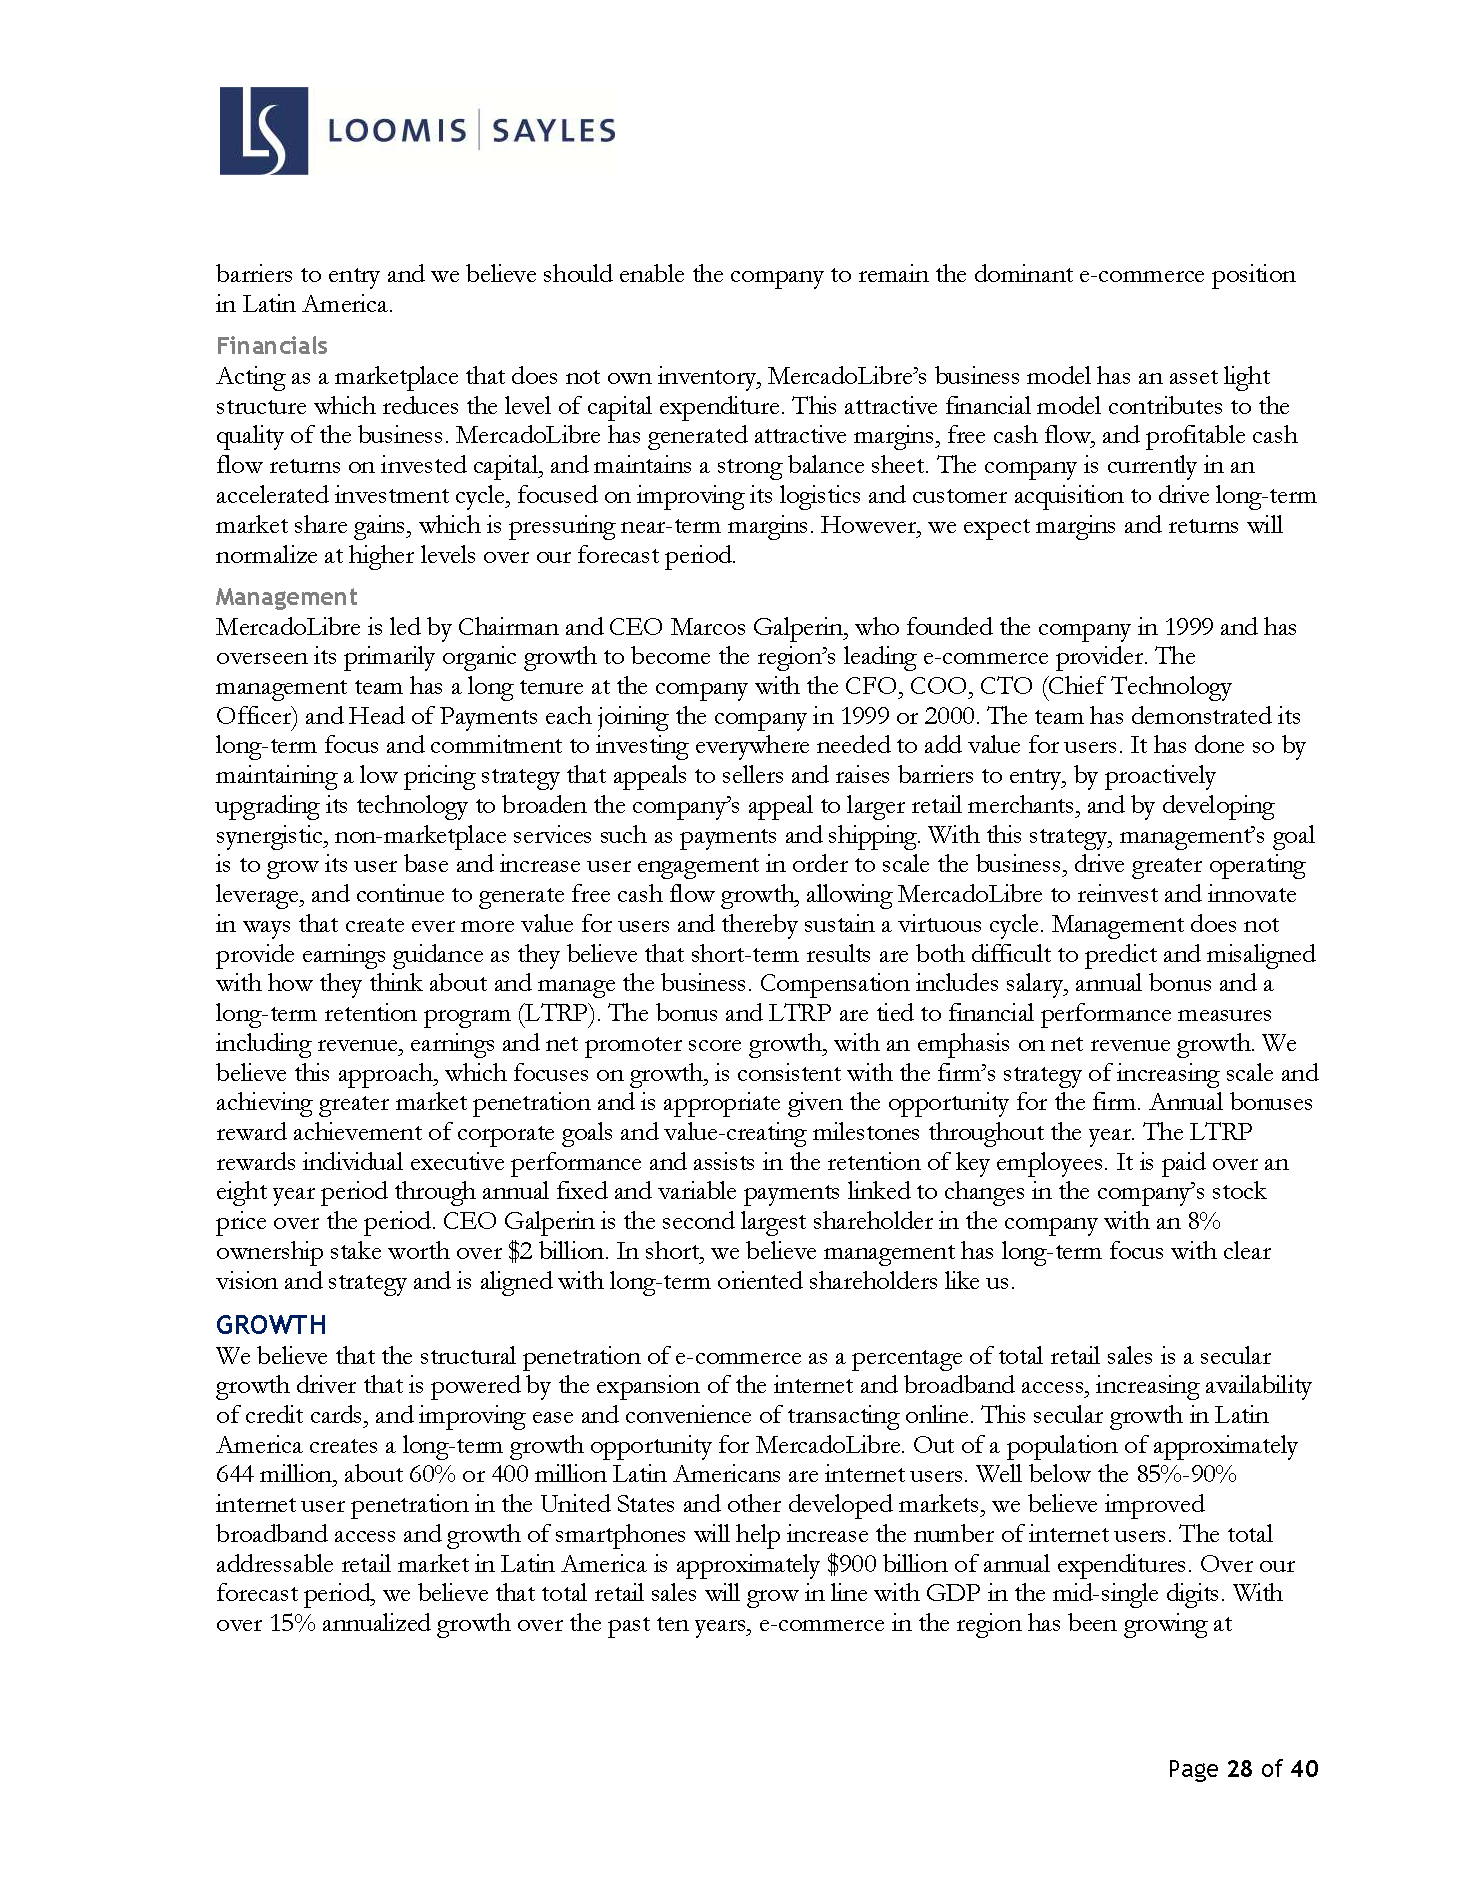 LS LOOMIS | SAYLES
barriers to entry and we believe should enable the company to remain the dominant e-commerce position
in Latin America.
Financials
Acting as a marketplace that does not own inventory, MercadoLibre’s business model has an asset light
structure which reduces the level of capital expenditure. This attractive financial model contributes to the
quality of the business. MercadoLibre has generated attractive margins, free cash flow, and profitable cash
flow returns on invested capital, and maintains a strong balance sheet. The company is currently in an
accelerated investment cycle, focused on improving its logistics and customer acquisition to drive long-term
market share gains, which is pressuring near-term margins. However, we expect margins and returns will
normalize at higher levels over our forecast period.
Management
MercadoLibre is led by Chairman and CEO Marcos Galperin, who founded the company in 1999 and has
overseen its primarily organic growth to become the region’s leading e-commerce provider. The
management team has a long tenure at the company with the CFO, COO, CTO (Chief Technology
Officer) and Head of Payments each joining the company in 1999 or 2000. The team has demonstrated its
long-term focus and commitment to investing everywhere needed to add value for users. It has done so by
maintaining a low pricing strategy that appeals to sellers and raises barriers to entry, by proactively
upgrading its technology to broaden the company’s appeal to larger retail merchants, and by developing
synergistic, non-marketplace services such as payments and shipping. With this strategy, management’s goal
is to grow its user base and increase user engagement in order to scale the business, drive greater operating
leverage, and continue to generate free cash flow growth, allowing MercadoLibre to reinvest and innovate
in ways that create ever more value for users and thereby sustain a virtuous cycle. Management does not
provide earnings guidance as they believe that short-term results are both difficult to predict and misaligned
with how they think about and manage the business. Compensation includes salary, annual bonus and a
long-term retention program (LTRP). The bonus and LTRP are tied to financial performance measures
including revenue, earnings and net promoter score growth, with an emphasis on net revenue growth. We
believe this approach, which focuses on growth, is consistent with the firm’s strategy of increasing scale and
achieving greater market penetration and is appropriate given the opportunity for the firm. Annual bonuses
reward achievement of corporate goals and value-creating milestones throughout the year. The LTRP
rewards individual executive performance and assists in the retention of key employees. It is paid over an
eight year period through annual fixed and variable payments linked to changes in the company’s stock
price over the period. CEO Galperin is the second largest shareholder in the company with an 8%
ownership stake worth over $2 billion. In short, we believe management has long-term focus with clear
vision and strategy and is aligned with long-term oriented shareholders like us.
GROWTH
We believe that the structural penetration of e-commerce as a percentage of total retail sales is a secular
growth driver that is powered by the expansion of the internet and broadband access, increasing availability
of credit cards, and improving ease and convenience of transacting online. This secular growth in Latin
America creates a long-term growth opportunity for MercadoLibre. Out of a population of approximately
644 million, about 60% or 400 million Latin Americans are internet users. Well below the 85%-90%
internet user penetration in the United States and other developed markets, we believe improved
broadband access and growth of smartphones will help increase the number of internet users. The total
addressable retail market in Latin America is approximately $900 billion of annual expenditures. Over our
forecast period, we believe that total retail sales will grow in line with GDP in the mid-single digits. With
over 15% annualized growth over the past ten years, e-commerce in the region has been growing at
Page 28 of 40